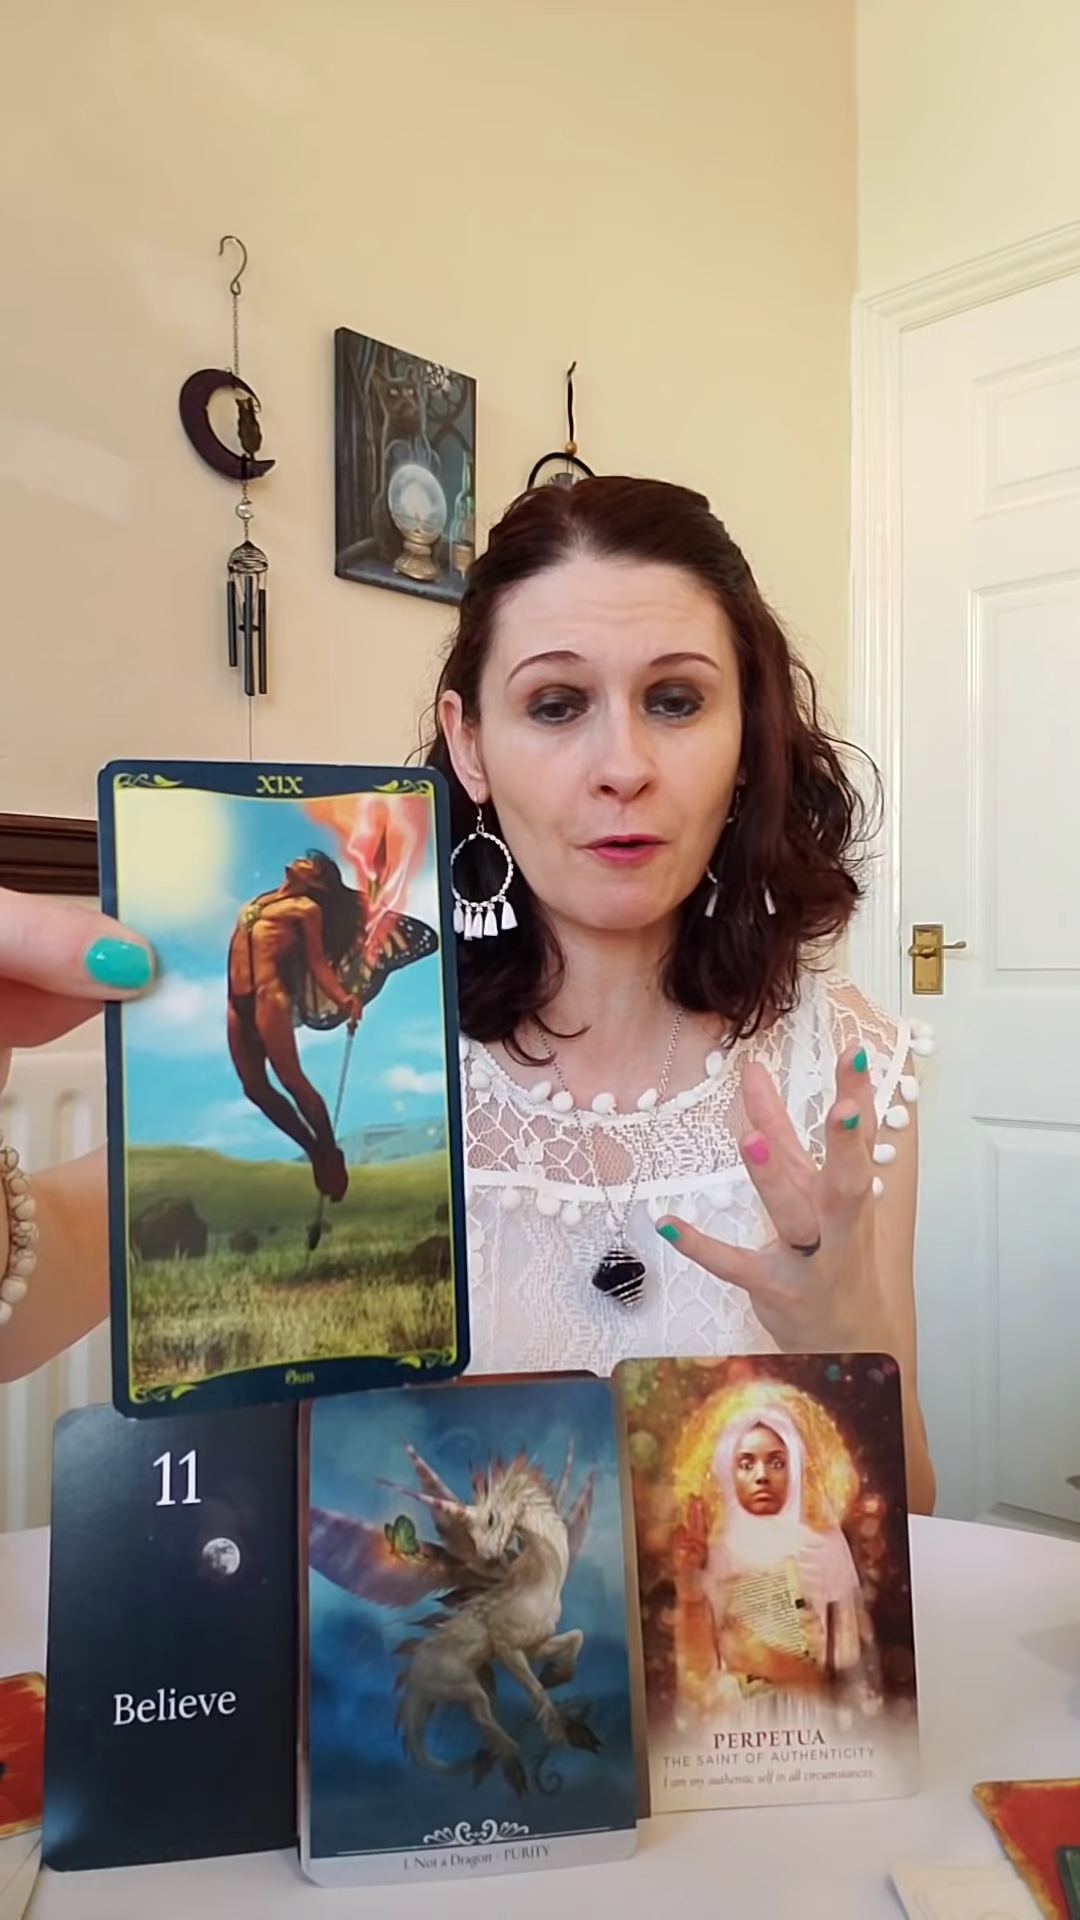 XIX
Sun
11
Believe
1. Not a Dragon - PURITY
PERPETUA
THE SAINT OF AUTHENTICITY
I am my authentic self in all circumstances.